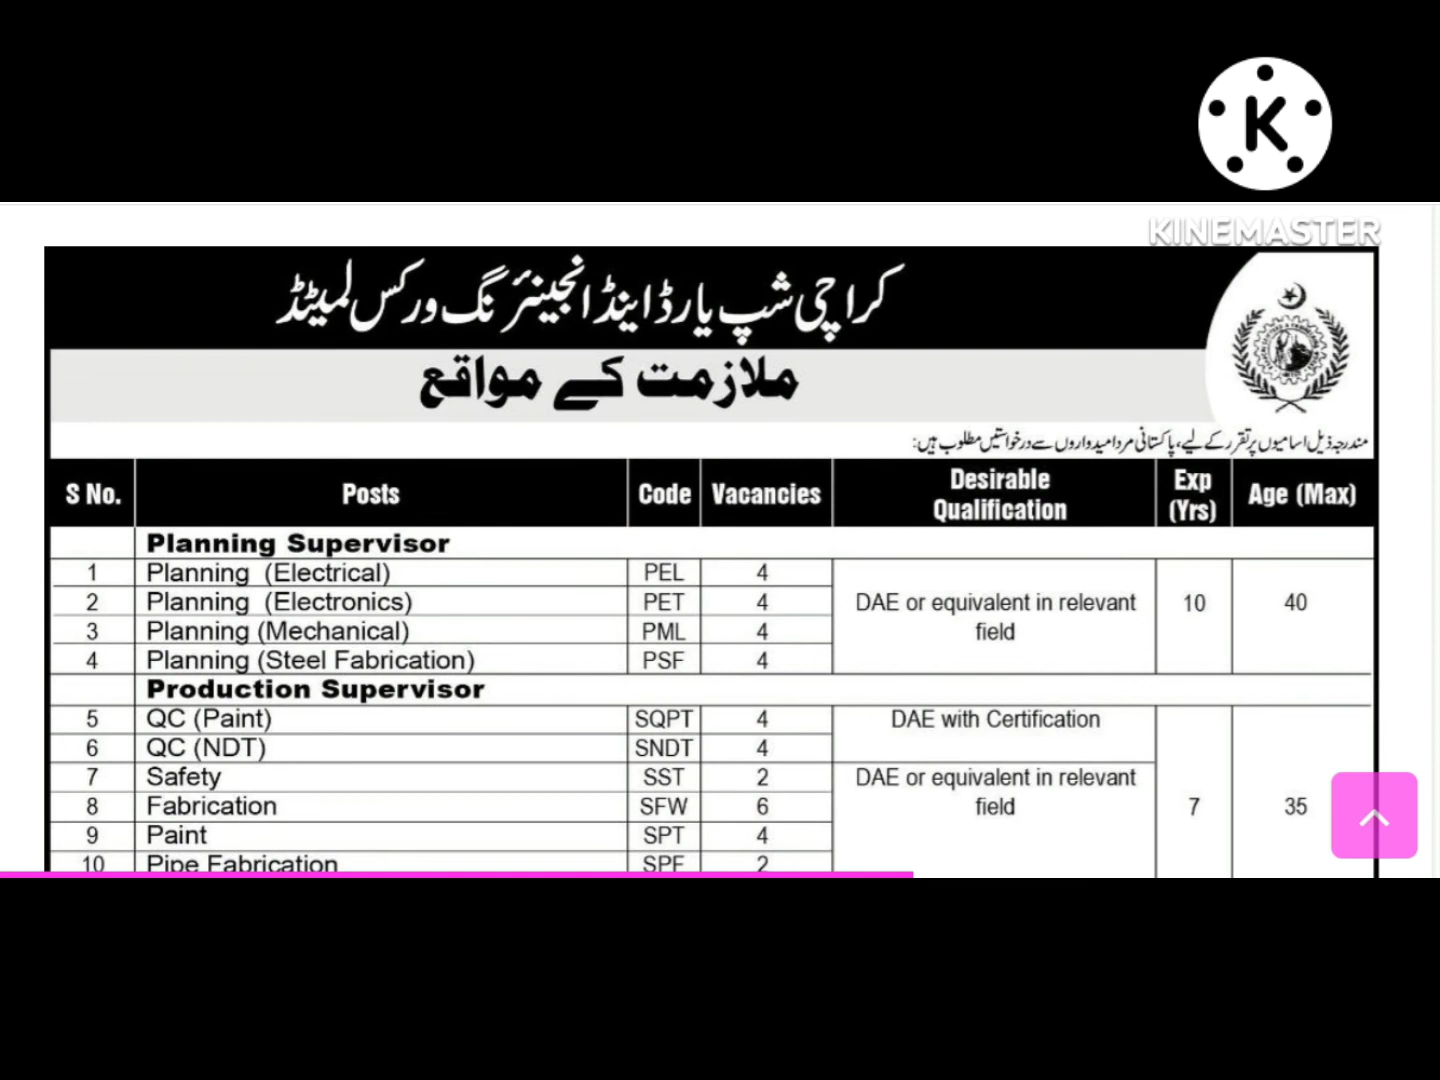 K
KINEMASTER
کراچی شپ یارڈ اینڈ انجینئرنگ ورکس لمیٹڈ
ملازمت کے مواقع
مندرجہ ذیل اسامیوں پر تقرر کے لیے، پاکستانی مرد امیدواروں سے درخواستیں مطلوب ہیں:
S No. Posts Code Vacancies Desirable Qualification Exp (Yrs) Age (Max)
Planning Supervisor
1 Planning (Electrical) PEL 4
2 Planning (Electronics) PET 4 DAE or equivalent in relevant 10 40
3 Planning (Mechanical) PML 4 field
4 Planning (Steel Fabrication) PSF 4
Production Supervisor
5 QC (Paint) SQPT 4 DAE with Certification
6 QC (NDT) SNDT 4
7 Safety SST 2 DAE or equivalent in relevant
8 Fabrication SFW 6 field 7 35
9 Paint SPT 4
10 Pipe Fabrication SPF 2